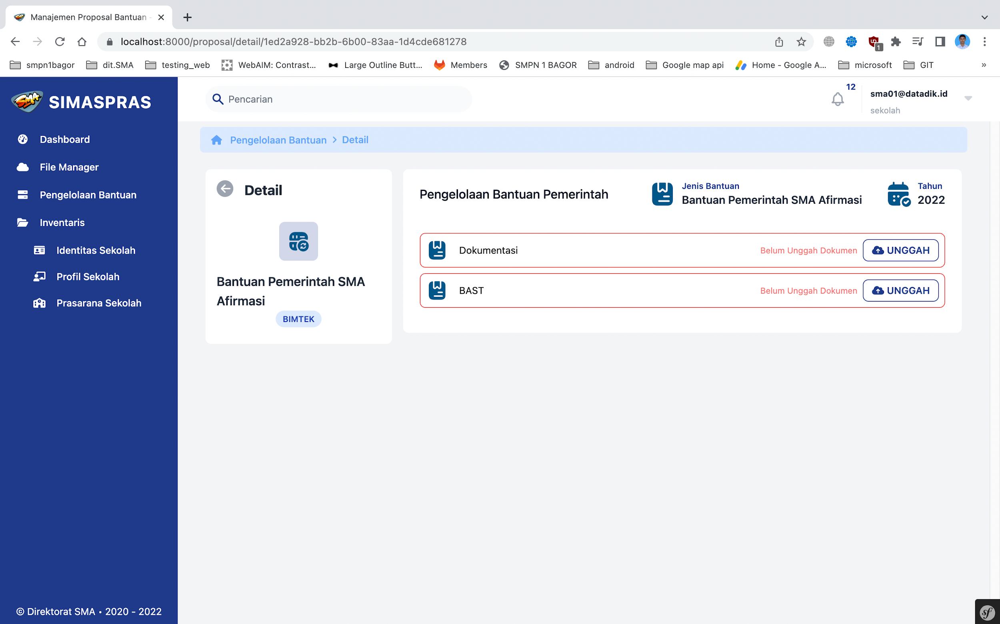 Manajemen Proposal Bantuan -
localhost:8000/proposal/detail/1ed2a928-bb2b-6b00-83aa-1d4cde681278
1
smpn1bagor
dit.SMA
testing_web
WebAIM: Contrast...
Large Outline Butt...
Members
SMPN 1 BAGOR
android
Google map api
Home - Google A...
microsoft
GIT
»
SMA
SIMASPRAS
Pencarian
12
sma01@datadik.id
sekolah
Dashboard
File Manager
Pengelolaan Bantuan
Inventaris
Identitas Sekolah
Profil Sekolah
Prasarana Sekolah
Pengelolaan Bantuan > Detail
Detail
Bantuan Pemerintah SMA
Afirmasi
BIMTEK
Pengelolaan Bantuan Pemerintah
Jenis Bantuan
Bantuan Pemerintah SMA Afirmasi
Tahun
2022
Dokumentasi
Belum Unggah Dokumen
UNGGAH
BAST
Belum Unggah Dokumen
UNGGAH
© Direktorat SMA • 2020 - 2022
sf